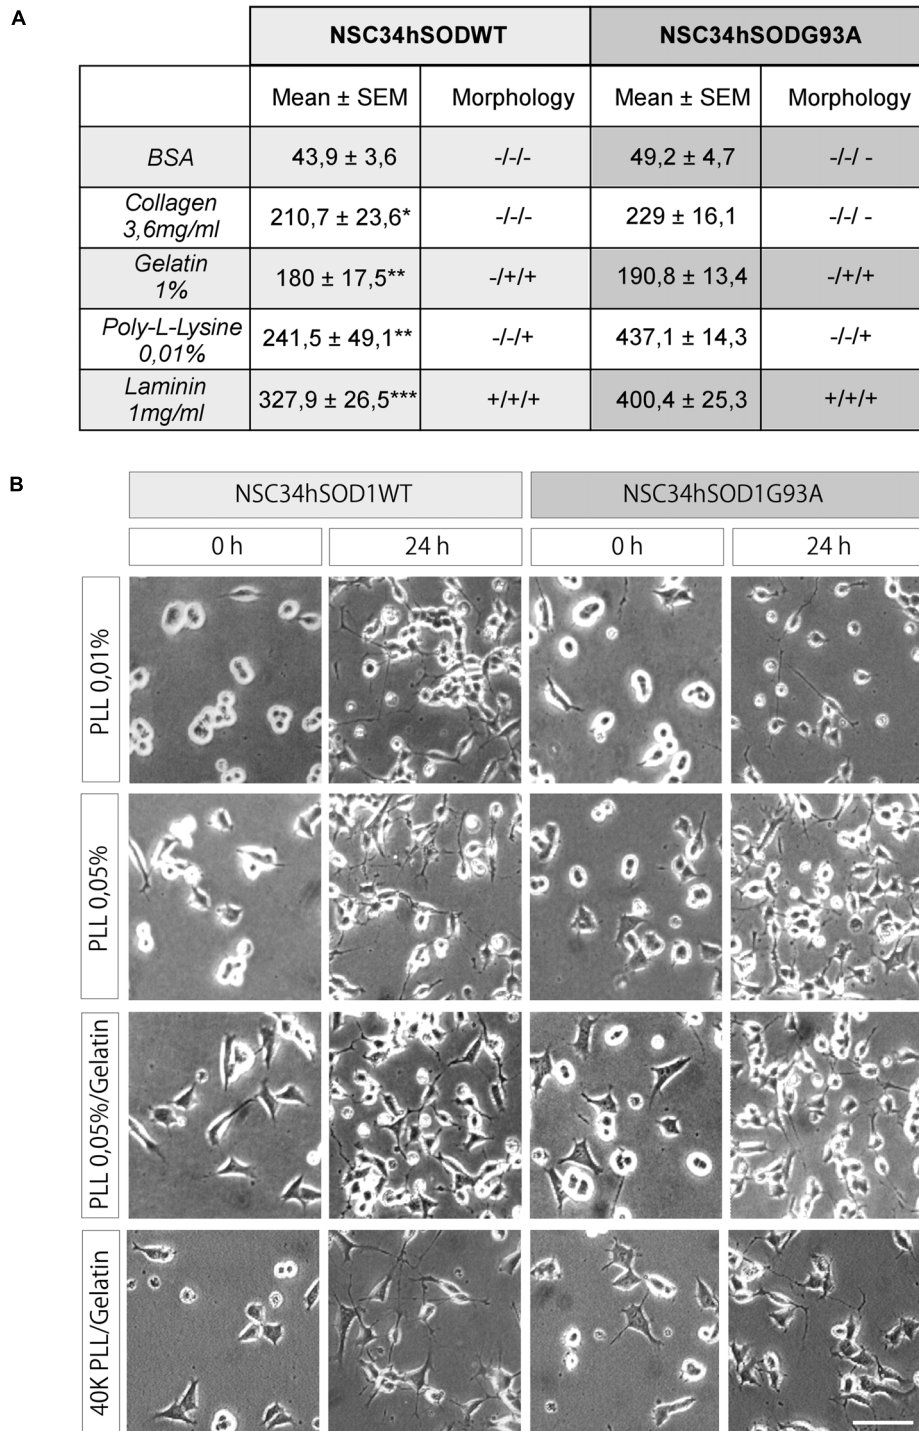 A
NSC34hSODWT NSC34hSODG93A
Mean ± SEM Morphology Mean ± SEM Morphology
BSA 43,9 ± 3,6 -/-/- 49,2 ± 4,7 -/-/ -
Collagen
3,6mg/ml 210,7 ± 23,6* -/-/- 229 ± 16,1 -/-/ -
Gelatin
1% 180 ± 17,5** -/+/+ 190,8 ± 13,4 -/+/+
Poly-L-Lysine
0,01% 241,5 ± 49,1** -/-/+ 437,1 ± 14,3 -/-/+
Laminin
1mg/ml 327,9 ± 26,5*** +/+/+ 400,4 ± 25,3 +/+/+
B
NSC34hSOD1WT NSC34hSOD1G93A
0 h 24 h 0 h 24 h
PLL 0,01%
PLL 0,05%
PLL 0,05%/Gelatin
40K PLL/Gelatin